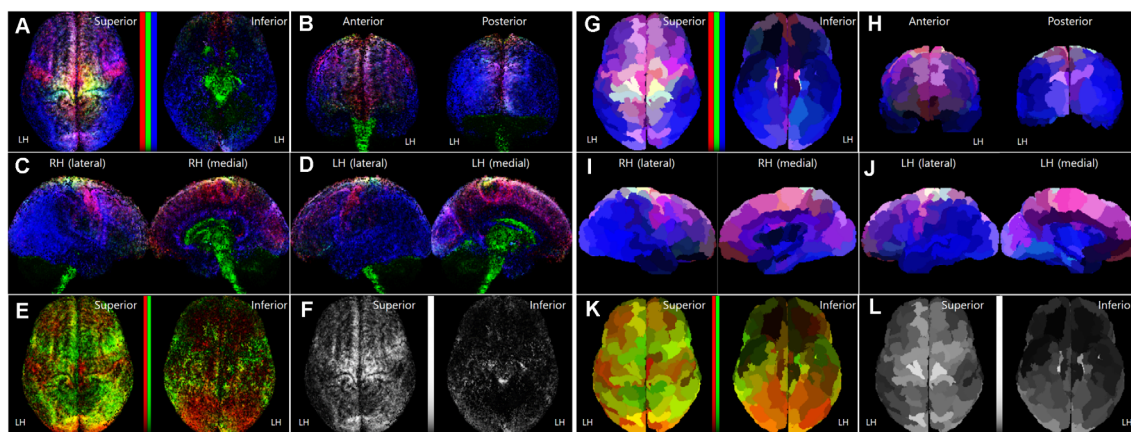 A Superior Inferior B Anterior Posterior G Superior Inferior H Anterior Posterior
LH LH LH LH LH LH LH LH
C RH (lateral) RH (medial) D LH (lateral) LH (medial) I RH (lateral) RH (medial) J LH (lateral) LH (medial)
E Superior Inferior F Superior Inferior K Superior Inferior L Superior Inferior
LH LH LH LH LH LH LH LH